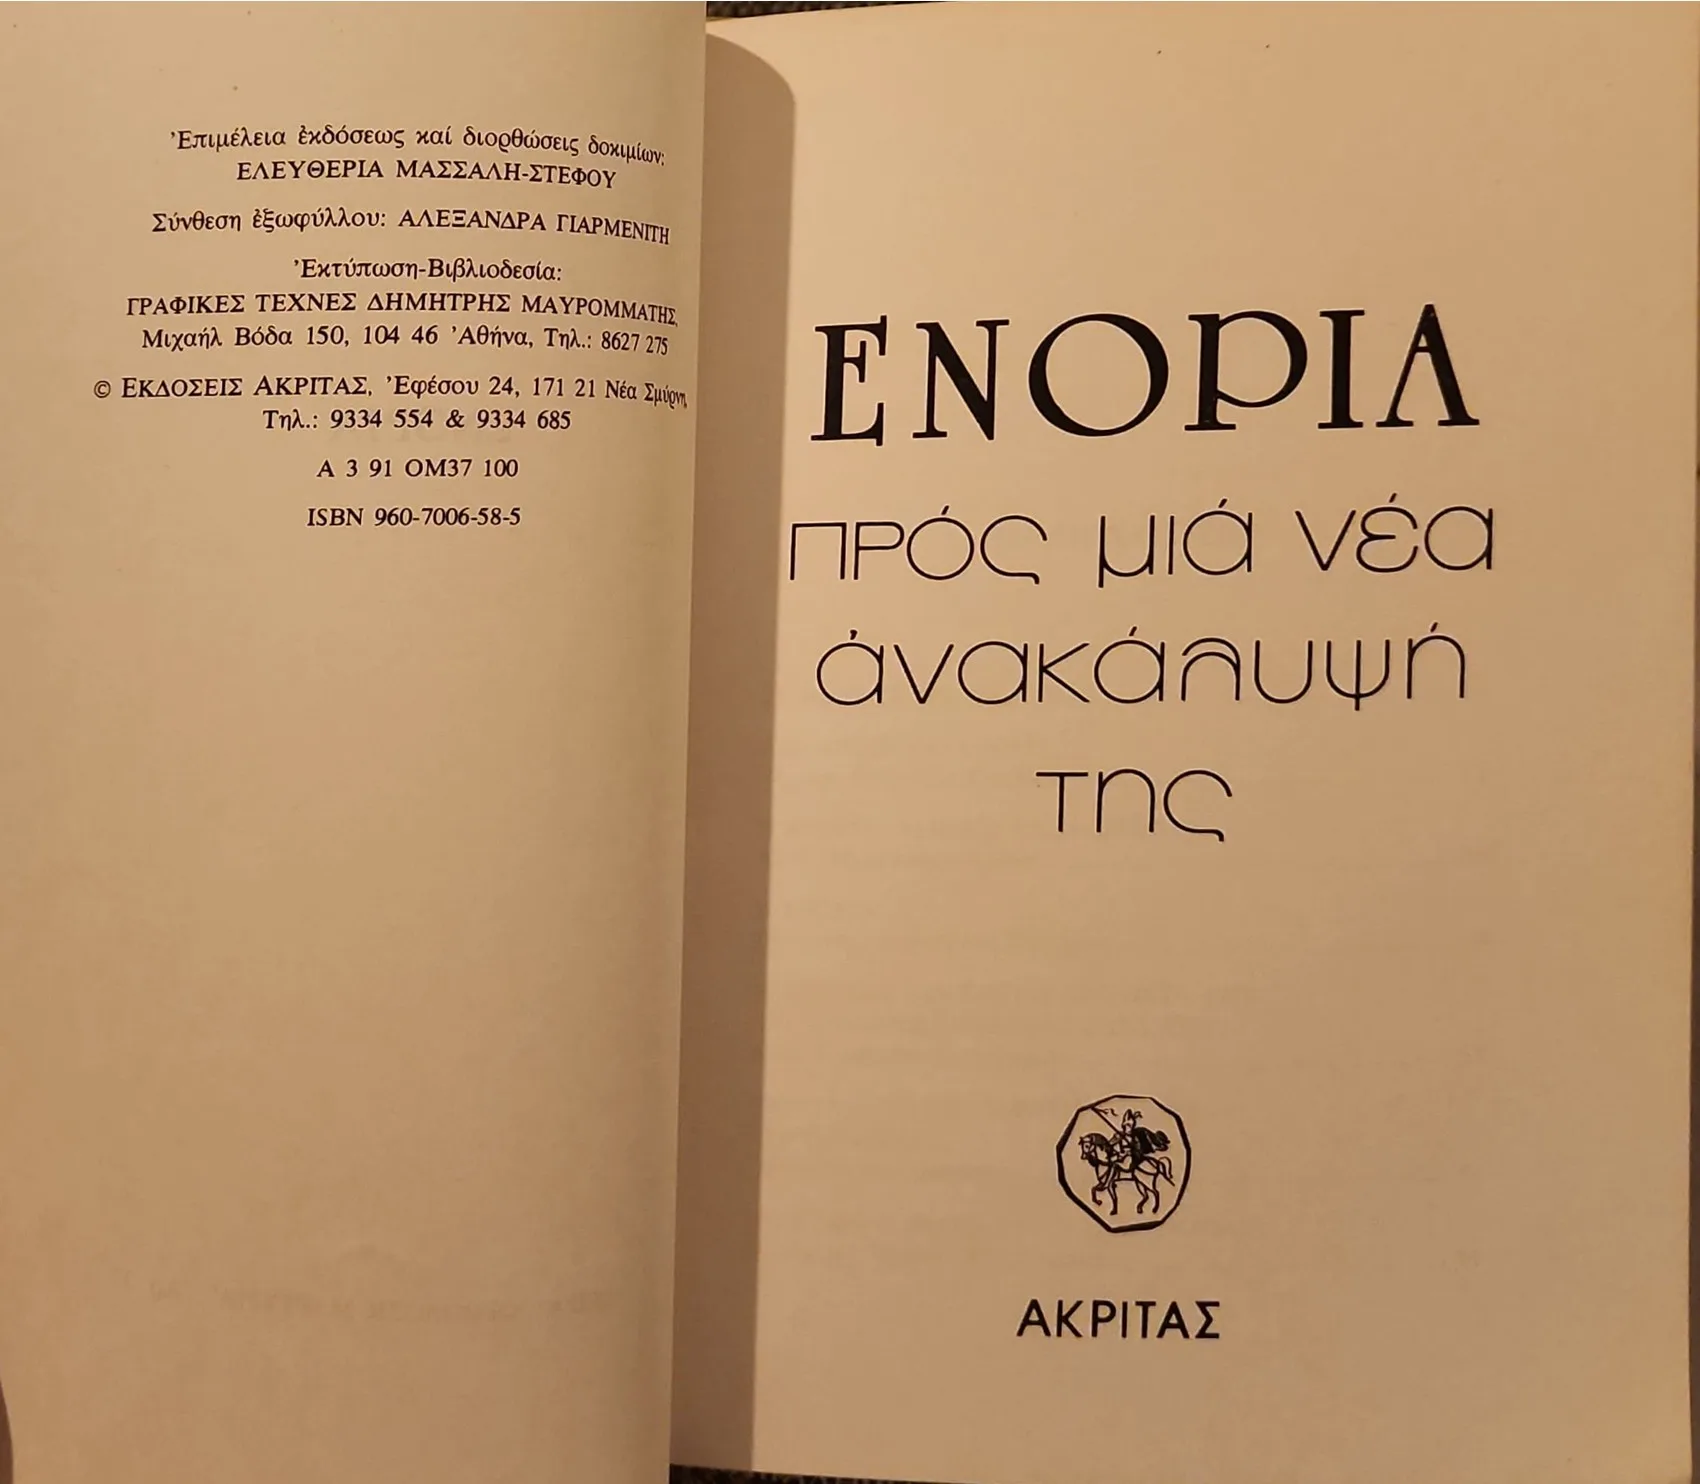 Ἐπιμέλεια ἐκδόσεως καί διορθώσεις δοκιμίων:
ΕΛΕΥΘΕΡΙΑ ΜΑΣΣΑΛΗ-ΣΤΕΦΟΥ
Σύνθεση ἐξωφύλλου: ΑΛΕΞΑΝΔΡΑ ΓΙΑΡΜΕΝΙΤΗ
Ἐκτύπωση-Βιβλιοδεσία:
ΓΡΑΦΙΚΕΣ ΤΕΧΝΕΣ ΔΗΜΗΤΡΗΣ ΜΑΥΡΟΜΜΑΤΗΣ,
Μιχαήλ Βόδα 150, 104 46 Ἀθήνα, Τηλ.: 8627 275
© ΕΚΔΟΣΕΙΣ ΑΚΡΙΤΑΣ, Ἐφέσου 24, 171 21 Νέα Σμύρνη,
Τηλ.: 9334 554 & 9334 685
Α 3 91 ΟΜ37 100
ISBN 960-7006-58-5
ΕΝΟΡΙΑ
πρός μιά νέα
ἀνακάλυψή
της
ΑΚΡΙΤΑΣ